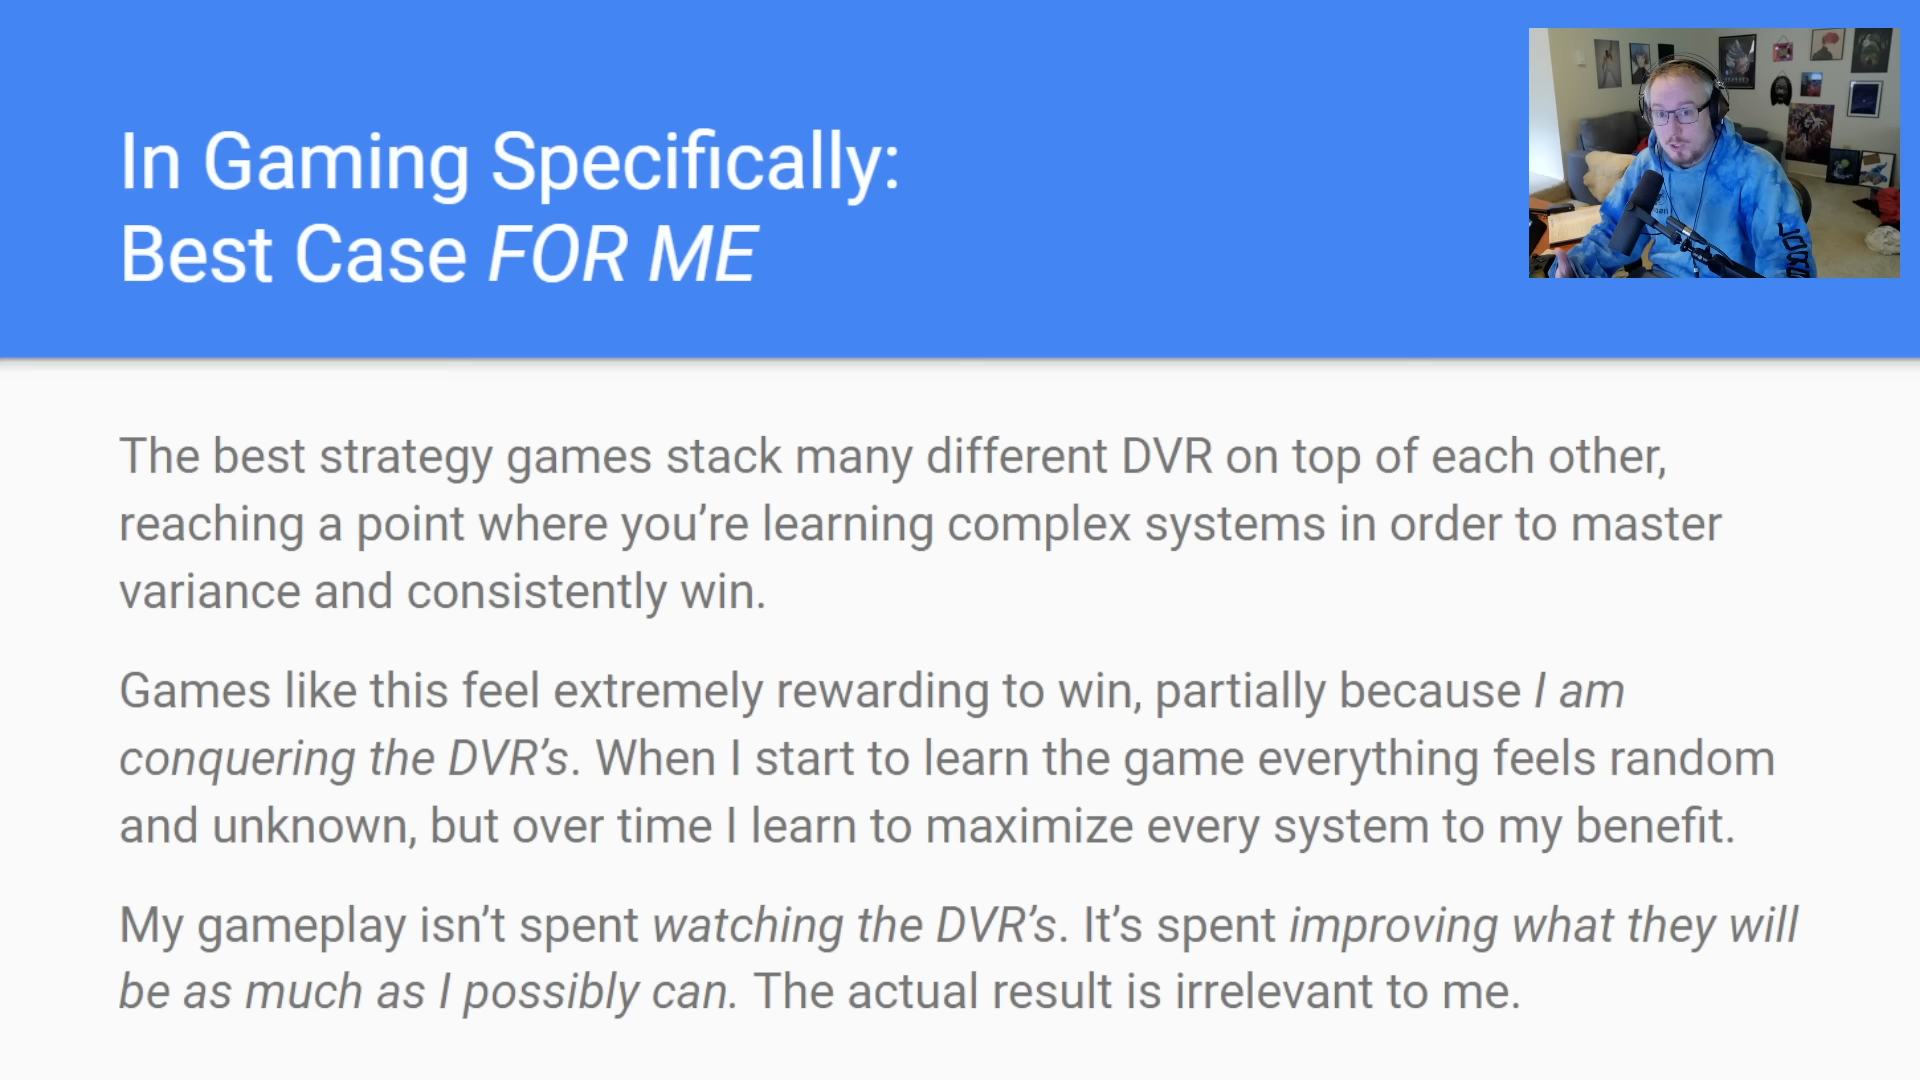 In Gaming Specifically:
Best Case FOR ME
The best strategy games stack many different DVR on top of each other,
reaching a point where you’re learning complex systems in order to master
variance and consistently win.
Games like this feel extremely rewarding to win, partially because I am
conquering the DVR’s. When I start to learn the game everything feels random
and unknown, but over time I learn to maximize every system to my benefit.
My gameplay isn’t spent watching the DVR’s. It’s spent improving what they will
be as much as I possibly can. The actual result is irrelevant to me.